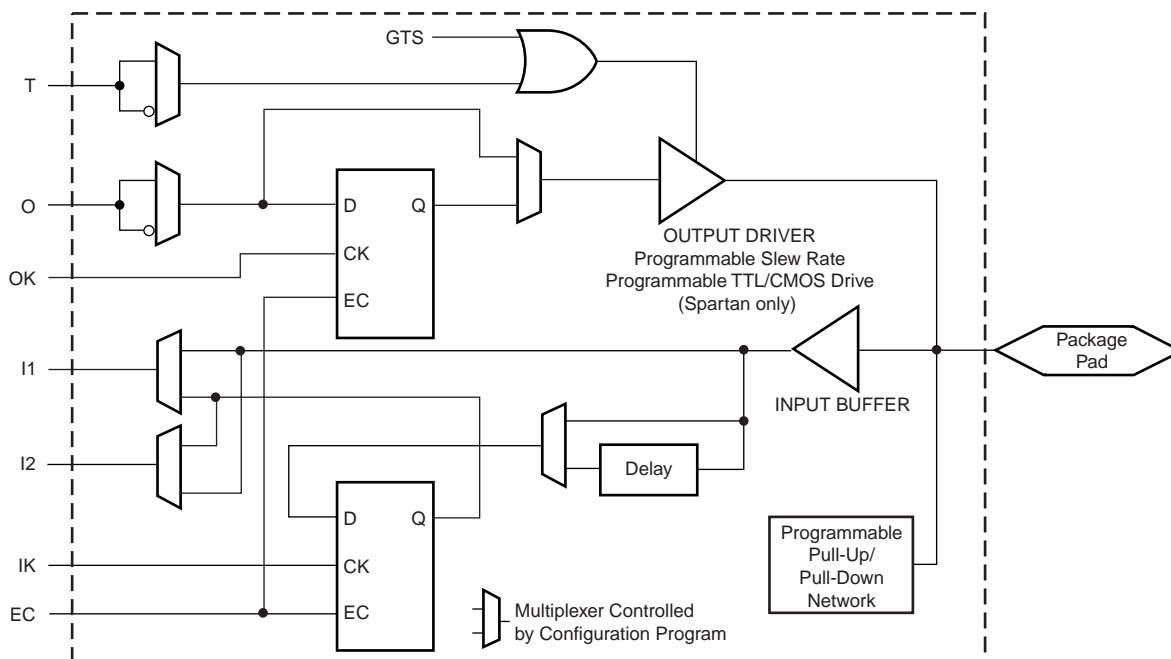 GTS
T
O
D
Q
CK
EC
OK
OUTPUT DRIVER
Programmable Slew Rate
Programmable TTL/CMOS Drive
(Spartan only)
I1
INPUT BUFFER
Package
Pad
I2
Delay
D
Q
CK
EC
IK
EC
Programmable
Pull-Up/
Pull-Down
Network
Multiplexer Controlled
by Configuration Program